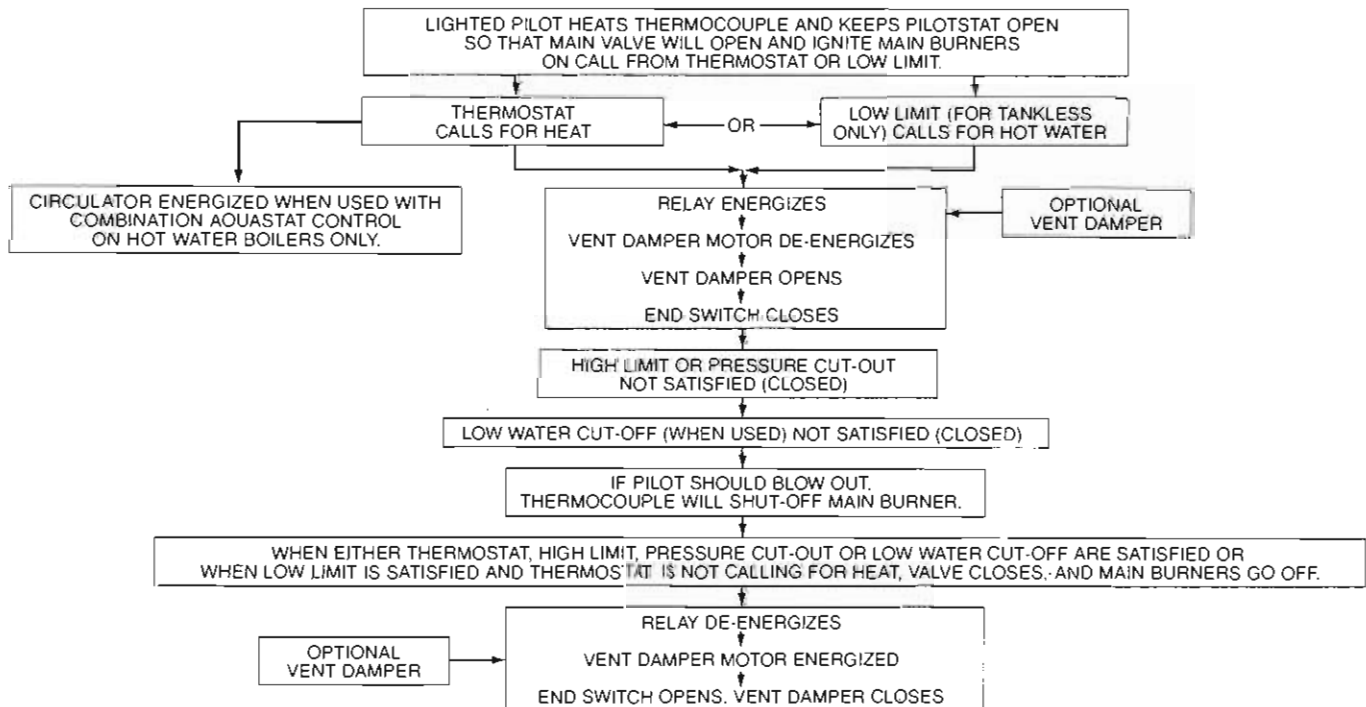 LIGHTED PILOT HEATS THERMOCOUPLE AND KEEPS PILOTSTAT OPEN
SO THAT MAIN VALVE WILL OPEN AND IGNITE MAIN BURNERS
ON CALL FROM THERMOSTAT OR LOW LIMIT.
THERMOSTAT
CALLS FOR HEAT
OR
LOW LIMIT (FOR TANKLESS
ONLY) CALLS FOR HOT WATER
CIRCULATOR ENERGIZED WHEN USED WITH
COMBINATION AOUASTAT CONTROL
ON HOT WATER BOILERS ONLY.
RELAY ENERGIZES
VENT DAMPER MOTOR DE-ENERGIZES
VENT DAMPER OPENS
END SWITCH CLOSES
OPTIONAL
VENT DAMPER
HIGH LIMIT OR PRESSURE CUT-OUT
NOT SATISFIED (CLOSED)
LOW WATER CUT-OFF (WHEN USED) NOT SATISFIED (CLOSED)
IF PILOT SHOULD BLOW OUT.
THERMOCOUPLE WILL SHUT-OFF MAIN BURNER.
WHEN EITHER THERMOSTAT, HIGH LIMIT, PRESSURE CUT-OUT OR LOW WATER CUT-OFF ARE SATISFIED OR
WHEN LOW LIMIT IS SATISFIED AND THERMOSTAT IS NOT CALLING FOR HEAT, VALVE CLOSES, AND MAIN BURNERS GO OFF.
OPTIONAL
VENT DAMPER
RELAY DE-ENERGIZES
VENT DAMPER MOTOR ENERGIZED
END SWITCH OPENS. VENT DAMPER CLOSES